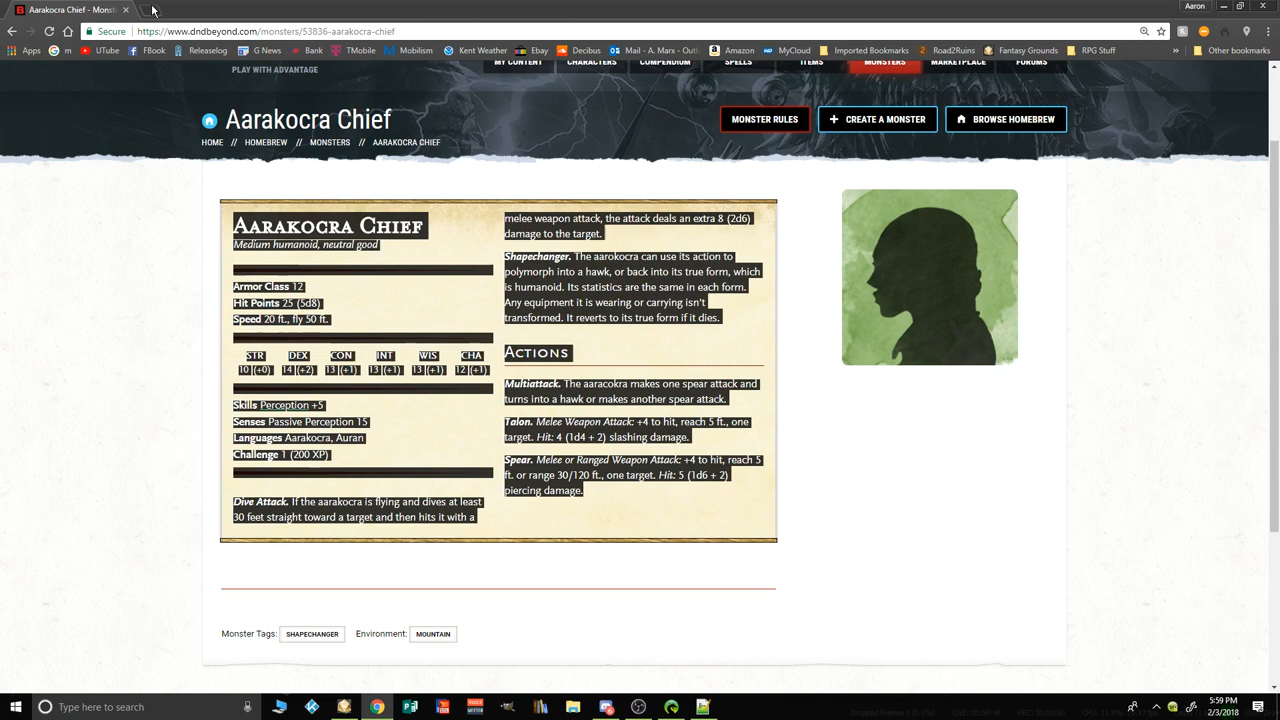 Aarakocra Chief - Monste
Aaron
Secure
https://www.dndbeyond.com/monsters/53836-aarakocra-chief
Apps
UTube
FBook
Releaselog
G News
Bank
TMobile
Mobilism
Kent Weather
Ebay
Decibus
Mail - A. Marx - Outl
Amazon
MyCloud
Imported Bookmarks
Road2Ruins
Fantasy Grounds
RPG Stuff
Other bookmarks
PLAY WITH ADVANTAGE
MY CONTENT
CHARACTERS
COMPENDIUM
SPELLS
ITEMS
MONSTERS
MARKETPLACE
FORUMS
Aarakocra Chief
MONSTER RULES
CREATE A MONSTER
BROWSE HOMEBREW
HOME // HOMEBREW // MONSTERS // AARAKOCRA CHIEF
Aarakocra Chief
Medium humanoid, neutral good
Armor Class 12
Hit Points 25 (5d8)
Speed 20 ft., fly 50 ft.
STR DEX CON INT WIS CHA
10 (+0) 14 (+2) 13 (+1) 13 (+1) 13 (+1) 12 (+1)
Skills Perception +5
Senses Passive Perception 15
Languages Aarakocra, Auran
Challenge 1 (200 XP)
Dive Attack. If the aarakocra is flying and dives at least
30 feet straight toward a target and then hits it with a
melee weapon attack, the attack deals an extra 8 (2d6)
damage to the target.
Shapechanger. The aarokocra can use its action to
polymorph into a hawk, or back into its true form, which
is humanoid. Its statistics are the same in each form.
Any equipment it is wearing or carrying isn't
transformed. It reverts to its true form if it dies.
Actions
Multiattack. The aaracokra makes one spear attack and
turns into a hawk or makes another spear attack.
Talon. Melee Weapon Attack: +4 to hit, reach 5 ft., one
target. Hit: 4 (1d4 + 2) slashing damage.
Spear. Melee or Ranged Weapon Attack: +4 to hit, reach 5
ft. or range 30/120 ft., one target. Hit: 5 (1d6 + 2)
piercing damage.
Monster Tags: SHAPECHANGER Environment: MOUNTAIN
Type here to search
5:59 PM
2/3/2018